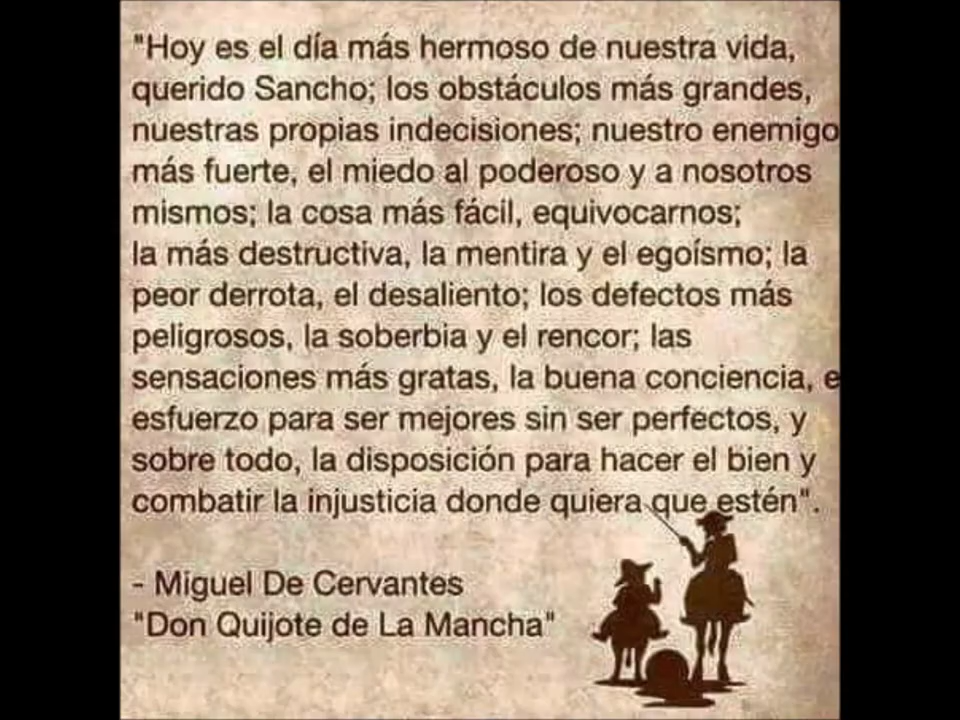 "Hoy es el día más hermoso de nuestra vida,
querido Sancho; los obstáculos más grandes,
nuestras propias indecisiones; nuestro enemigo
más fuerte, el miedo al poderoso y a nosotros
mismos; la cosa más fácil, equivocarnos;
la más destructiva, la mentira y el egoísmo; la
peor derrota, el desaliento; los defectos más
peligrosos, la soberbia y el rencor; las
sensaciones más gratas, la buena conciencia, e
esfuerzo para ser mejores sin ser perfectos, y
sobre todo, la disposición para hacer el bien y
combatir la injusticia donde quiera que estén".
- Miguel De Cervantes
"Don Quijote de La Mancha"